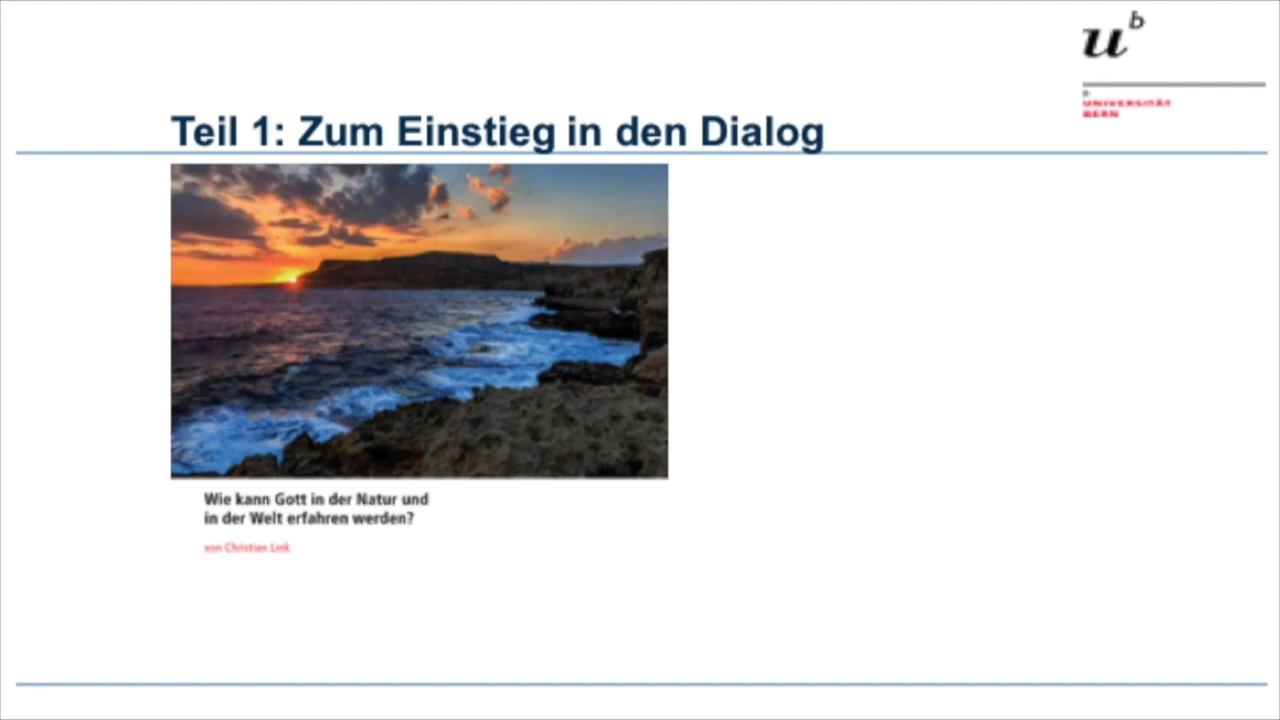 u^b
b
UNIVERSITÄT
BERN
Teil 1: Zum Einstieg in den Dialog
Wie kann Gott in der Natur und
in der Welt erfahren werden?
von Christian Link